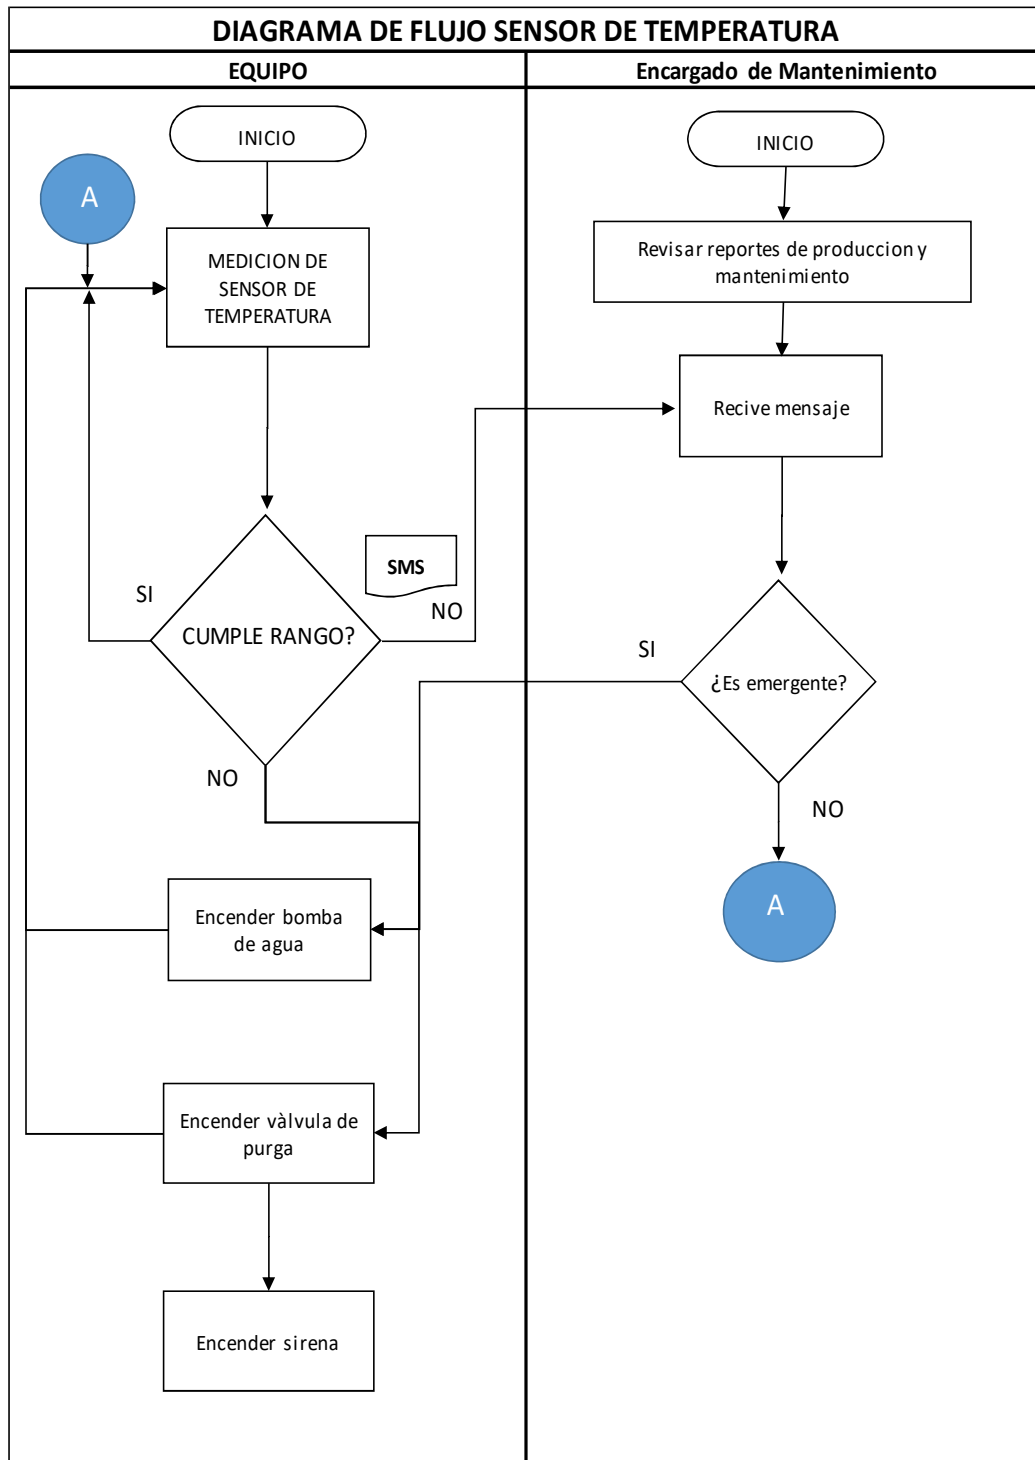 DIAGRAMA DE FLUJO SENSOR DE TEMPERATURA
EQUIPO
Encargado de Mantenimiento
INICIO
A
MEDICION DE
SENSOR DE
TEMPERATURA
SMS
SI
NO
CUMPLE RANGO?
NO
Encender bomba
de agua
Encender vàlvula de
purga
Encender sirena
INICIO
Revisar reportes de produccion y
mantenimiento
Recive mensaje
SI
¿Es emergente?
NO
A